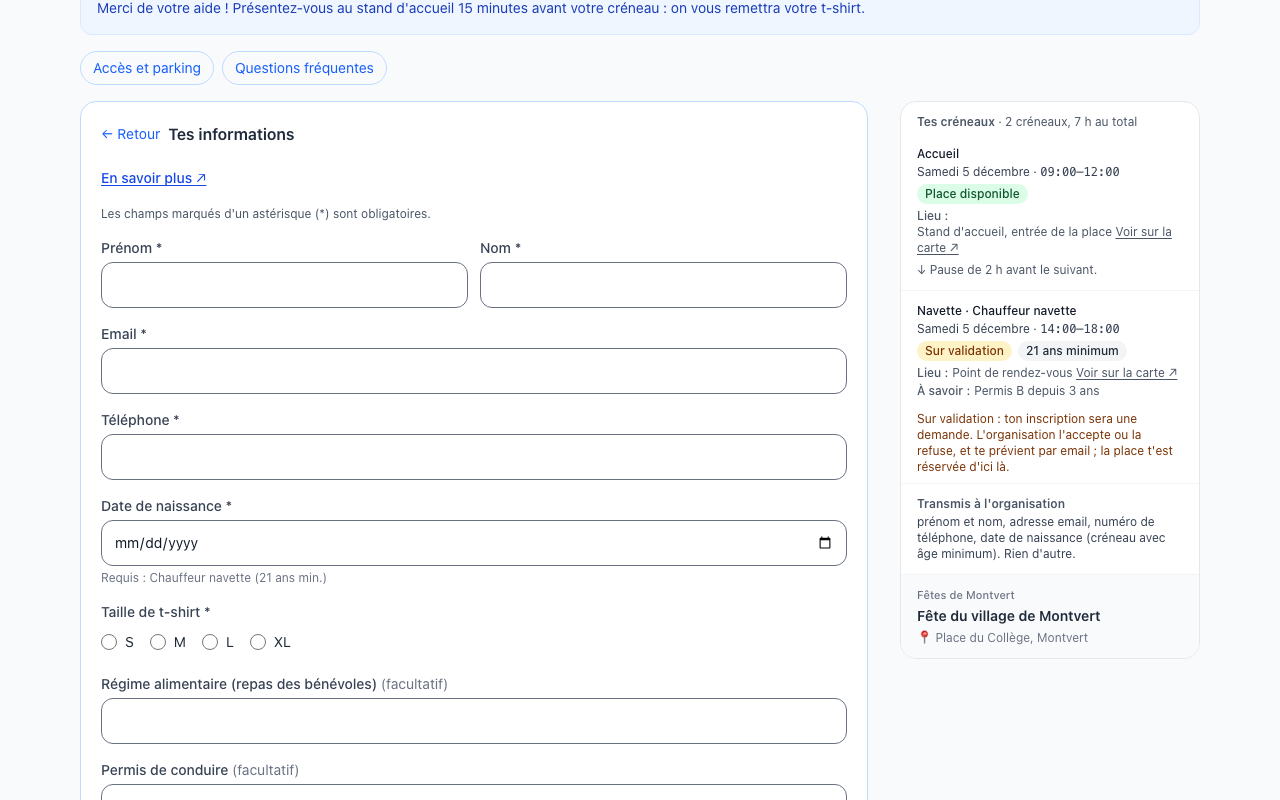 Merci de votre aide ! Présentez-vous au stand d'accueil 15 minutes avant votre créneau : on vous remettra votre t-shirt.
Accès et parking
Questions fréquentes
← Retour Tes informations
En savoir plus ↗
Les champs marqués d'un astérisque (*) sont obligatoires.
Prénom *
Nom *
Email *
Téléphone *
Date de naissance *
mm/dd/yyyy
Requis : Chauffeur navette (21 ans min.)
Taille de t-shirt *
S M L XL
Régime alimentaire (repas des bénévoles) (facultatif)
Permis de conduire (facultatif)
Tes créneaux · 2 créneaux, 7 h au total
Accueil
Samedi 5 décembre · 09:00–12:00
Place disponible
Lieu :
Stand d'accueil, entrée de la place Voir sur la
carte ↗
↓ Pause de 2 h avant le suivant.
Navette · Chauffeur navette
Samedi 5 décembre · 14:00–18:00
Sur validation 21 ans minimum
Lieu : Point de rendez-vous Voir sur la carte ↗
À savoir : Permis B depuis 3 ans
Sur validation : ton inscription sera une
demande. L'organisation l'accepte ou la
refuse, et te prévient par email ; la place t'est
réservée d'ici là.
Transmis à l'organisation
prénom et nom, adresse email, numéro de
téléphone, date de naissance (créneau avec
âge minimum). Rien d'autre.
Fêtes de Montvert
Fête du village de Montvert
📍 Place du Collège, Montvert